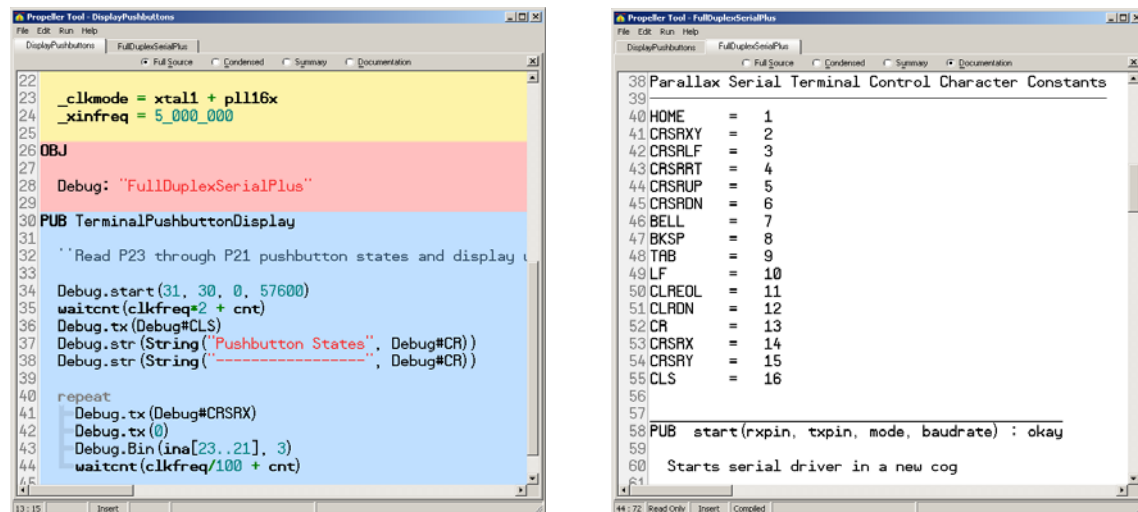 Propeller Tool - DisplayPushbuttons
File Edit Run Help
DisplayPushbuttons FullDuplexSerialPlus
Full Source Condensed Summary Documentation
22
23 _clkmode = xtal1 + pll16x
24 _xinfreq = 5_000_000
25
26 OBJ
27
28 Debug: "FullDuplexSerialPlus"
29
30 PUB TerminalPushbuttonDisplay
31
32 ''Read P23 through P21 pushbutton states and display
33
34 Debug.start(31, 30, 0, 57600)
35 waitcnt(clkfreq*2 + cnt)
36 Debug.tx(Debug#CLS)
37 Debug.str(String("Pushbutton States", Debug#CR))
38 Debug.str(String("-----------------", Debug#CR))
39
40 repeat
41 Debug.tx(Debug#CRSRX)
42 Debug.tx(0)
43 Debug.Bin(ina[23..21], 3)
44 waitcnt(clkfreq/100 + cnt)
45
13 : 15 Insert
Propeller Tool - FullDuplexSerialPlus
File Edit Run Help
DisplayPushbuttons FullDuplexSerialPlus
Full Source Condensed Summary Documentation
38 Parallax Serial Terminal Control Character Constants
39
40 HOME = 1
41 CRSRXY = 2
42 CRSRLF = 3
43 CRSRRT = 4
44 CRSRUP = 5
45 CRSRDN = 6
46 BELL = 7
47 BKSP = 8
48 TAB = 9
49 LF = 10
50 CLREOL = 11
51 CLRDN = 12
52 CR = 13
53 CRSRX = 14
54 CRSRY = 15
55 CLS = 16
56
57
58 PUB start(rxpin, txpin, mode, baudrate) : okay
59
60 Starts serial driver in a new cog
61
44 : 72 Read Only Insert Compiled